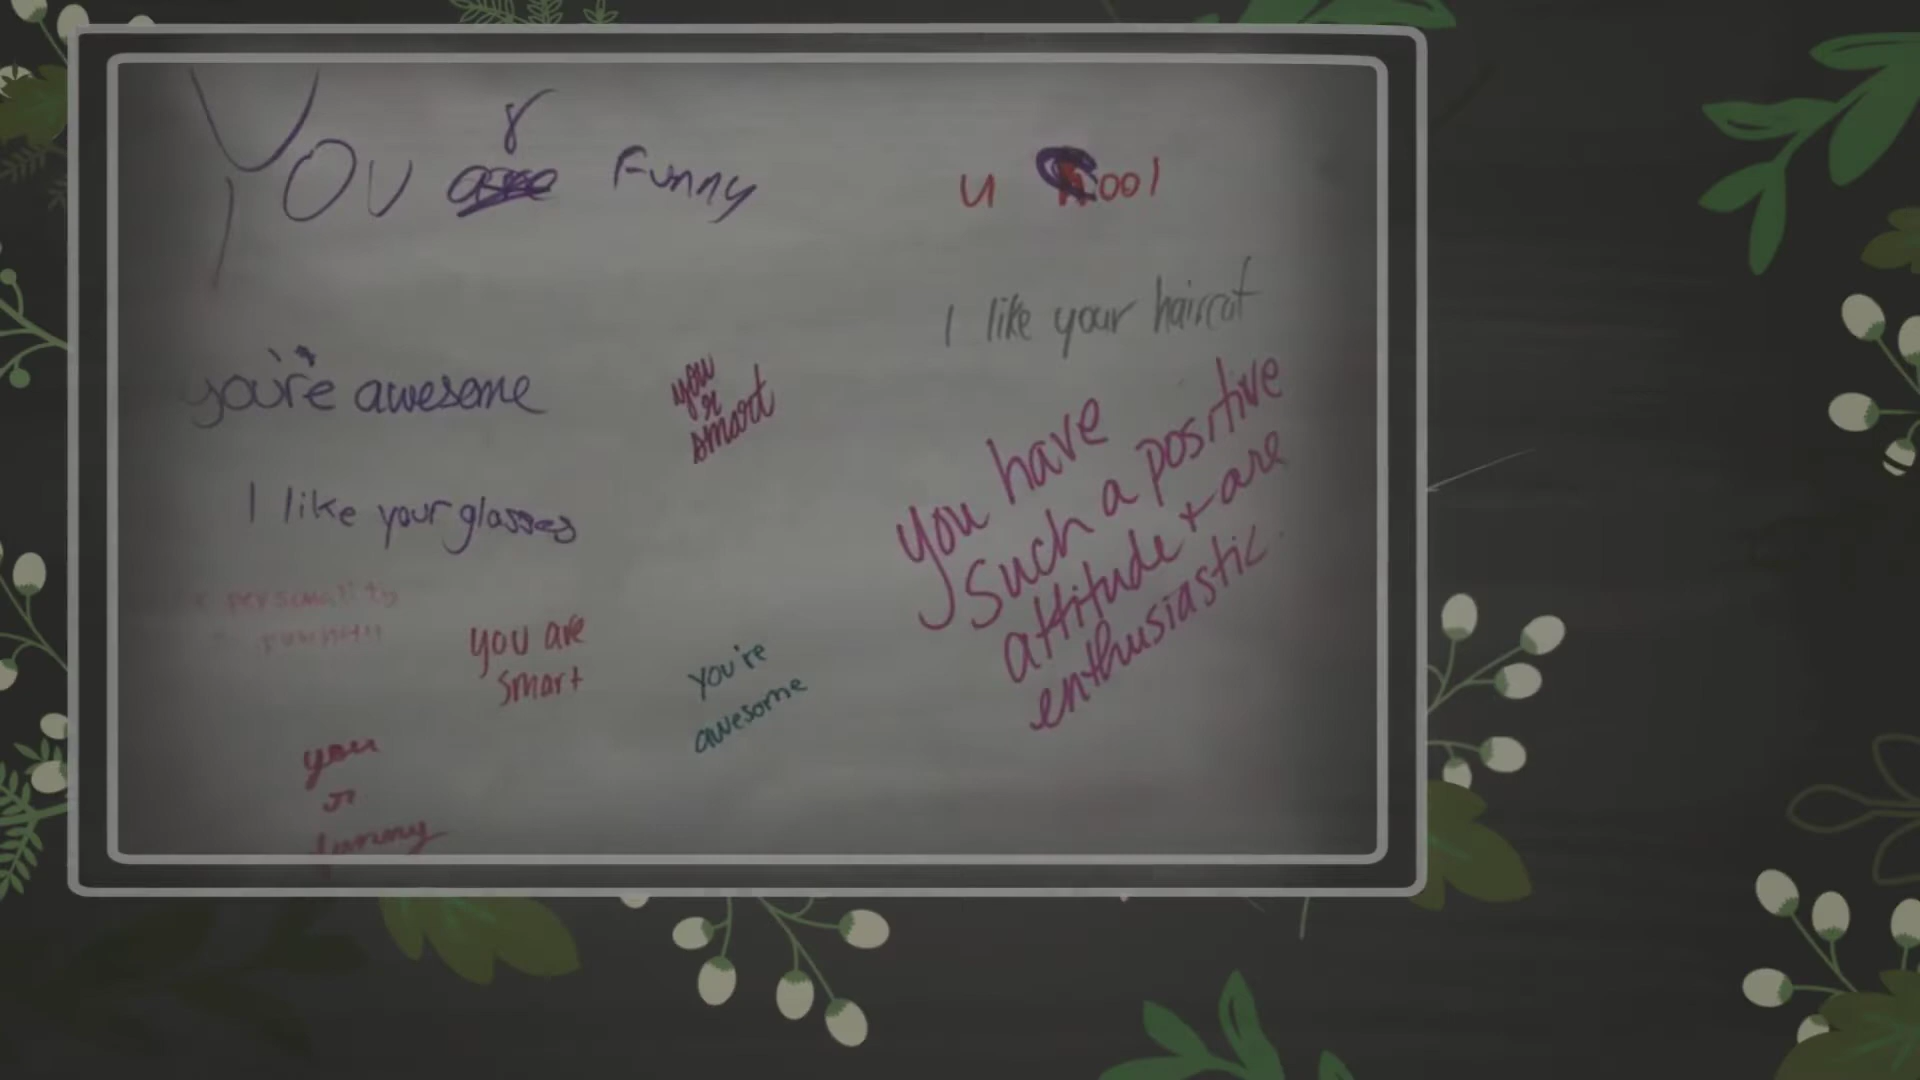 YOU r Funny
u Cool
I like your haircut
you're awesome
you
r
smart
You have
such a positive
attitude + are
enthusiastic.
I like your glasses
personality
you are
smart
you're
awesome
you
r
funny